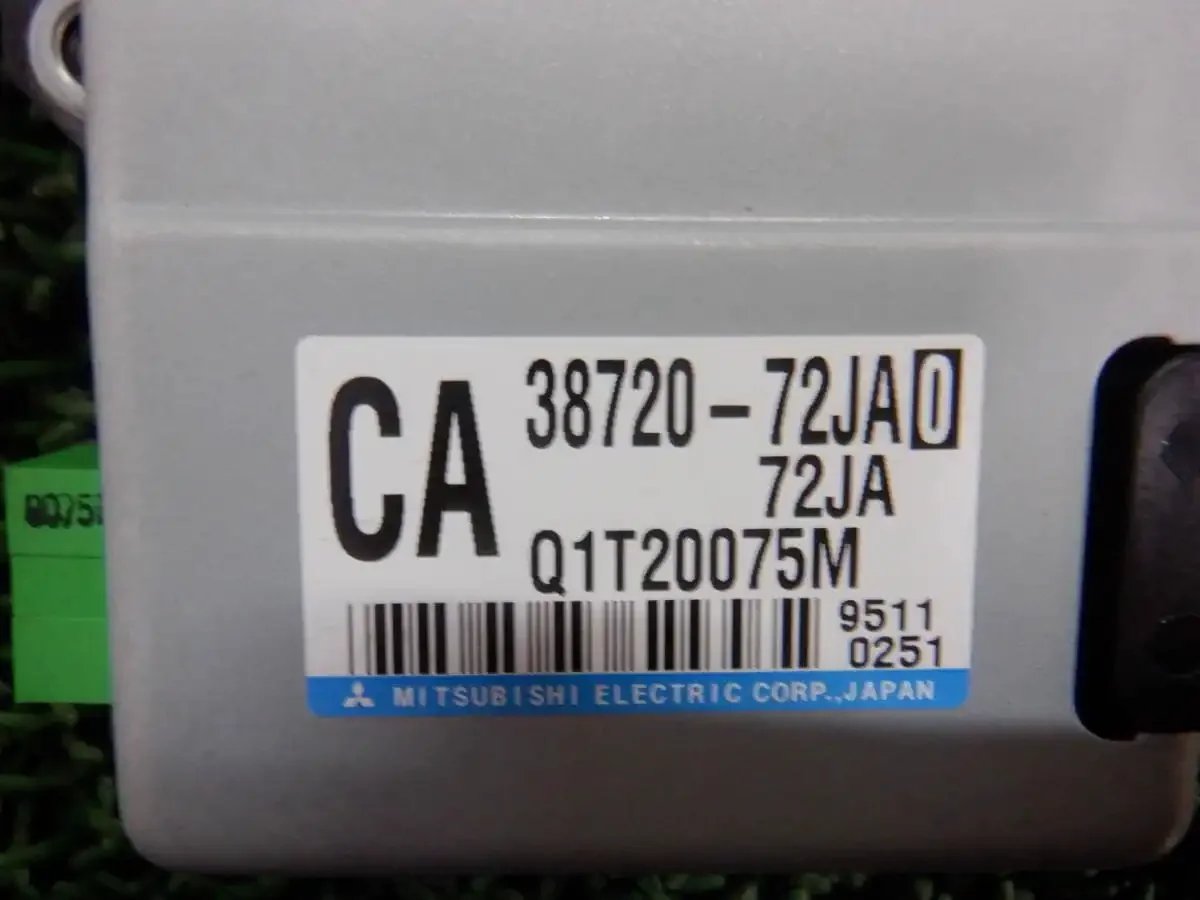 CA
38720-72JA0
72JA
Q1T20075M
9511
0251
MITSUBISHI ELECTRIC CORP.,JAPAN